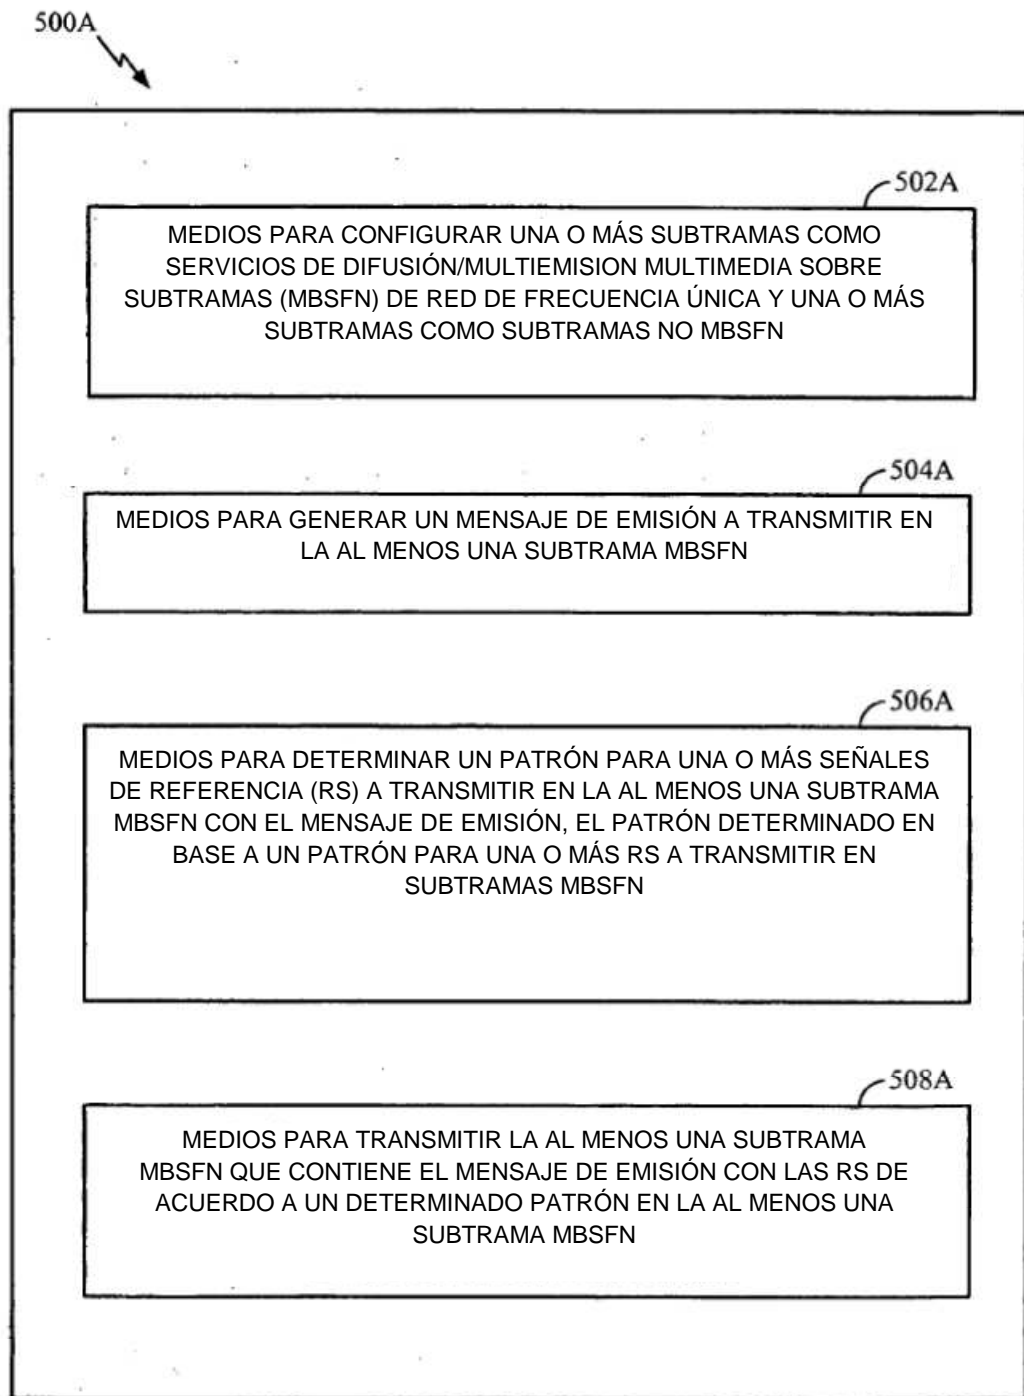 500A
502A
MEDIOS PARA CONFIGURAR UNA O MÁS SUBTRAMAS COMO
SERVICIOS DE DIFUSIÓN/MULTIEMISION MULTIMEDIA SOBRE
SUBTRAMAS (MBSFN) DE RED DE FRECUENCIA ÚNICA Y UNA O MÁS
SUBTRAMAS COMO SUBTRAMAS NO MBSFN
504A
MEDIOS PARA GENERAR UN MENSAJE DE EMISIÓN A TRANSMITIR EN
LA AL MENOS UNA SUBTRAMA MBSFN
506A
MEDIOS PARA DETERMINAR UN PATRÓN PARA UNA O MÁS SEÑALES
DE REFERENCIA (RS) A TRANSMITIR EN LA AL MENOS UNA SUBTRAMA
MBSFN CON EL MENSAJE DE EMISIÓN, EL PATRÓN DETERMINADO EN
BASE A UN PATRÓN PARA UNA O MÁS RS A TRANSMITIR EN
SUBTRAMAS MBSFN
508A
MEDIOS PARA TRANSMITIR LA AL MENOS UNA SUBTRAMA
MBSFN QUE CONTIENE EL MENSAJE DE EMISIÓN CON LAS RS DE
ACUERDO A UN DETERMINADO PATRÓN EN LA AL MENOS UNA
SUBTRAMA MBSFN